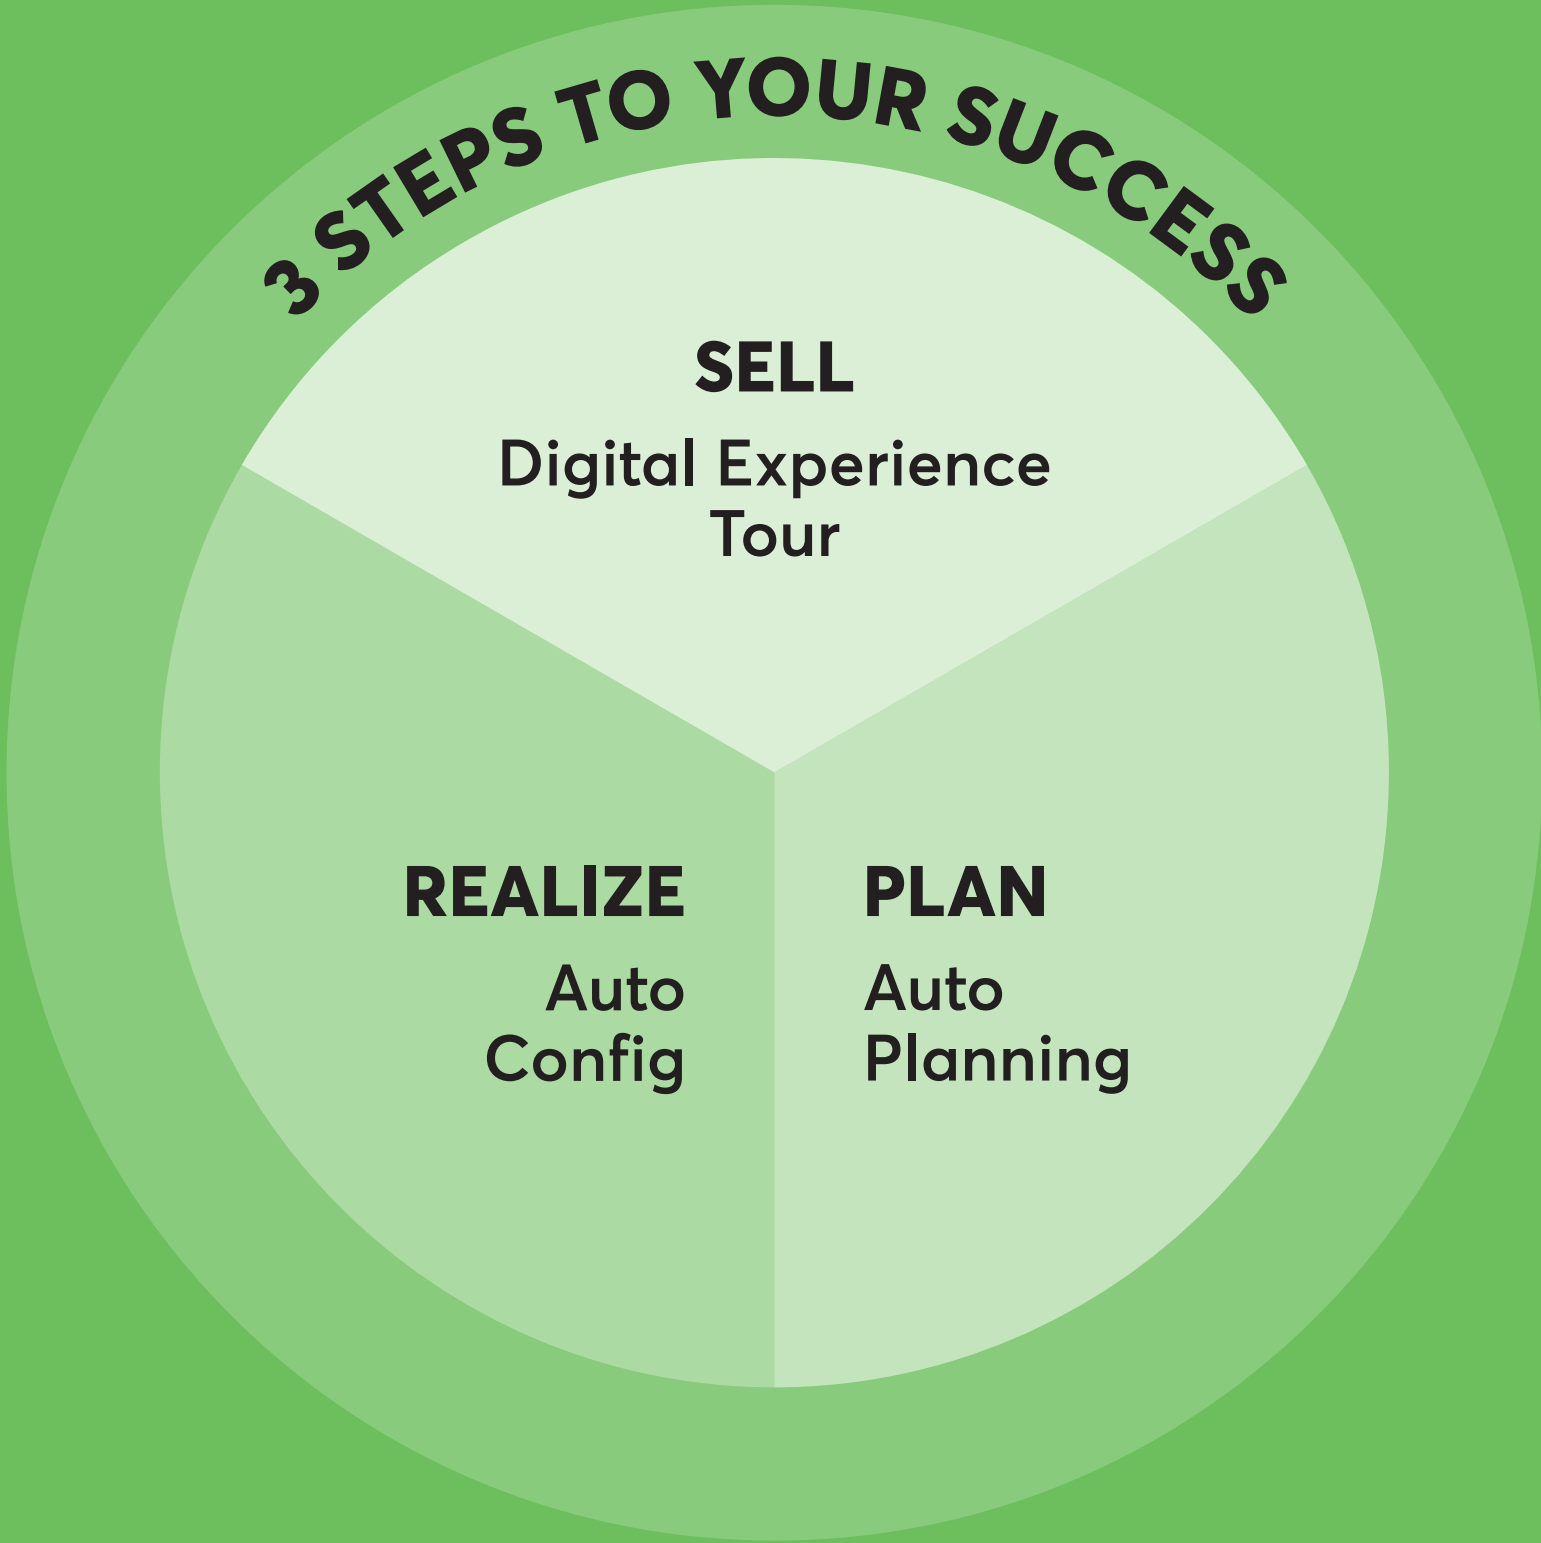 3 STEPS TO YOUR SUCCESS
SELL
Digital Experience
Tour
REALIZE
Auto
Config
PLAN
Auto
Planning